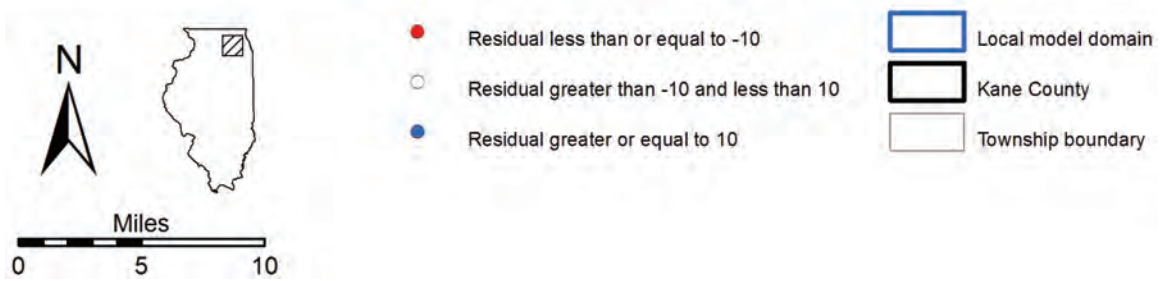 N
Miles
0 5 10
Residual less than or equal to -10
Residual greater than -10 and less than 10
Residual greater or equal to 10
Local model domain
Kane County
Township boundary